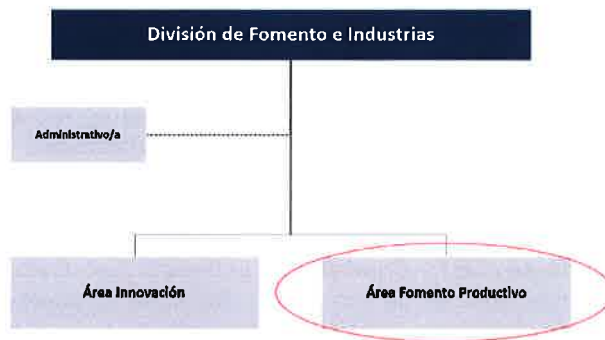 División de Fomento e Industrias
Administrativo/a
Área Innovación
Área Fomento Productivo